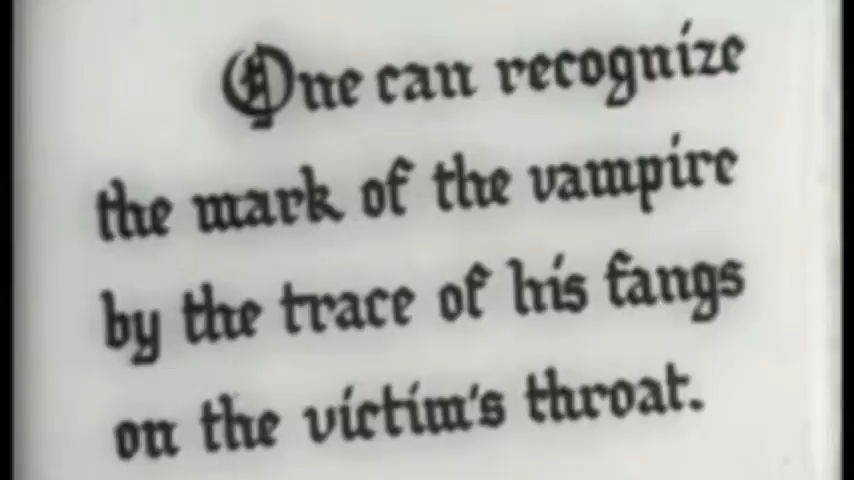 One can recognize
the mark of the vampire
by the trace of his fangs
on the victim's throat.